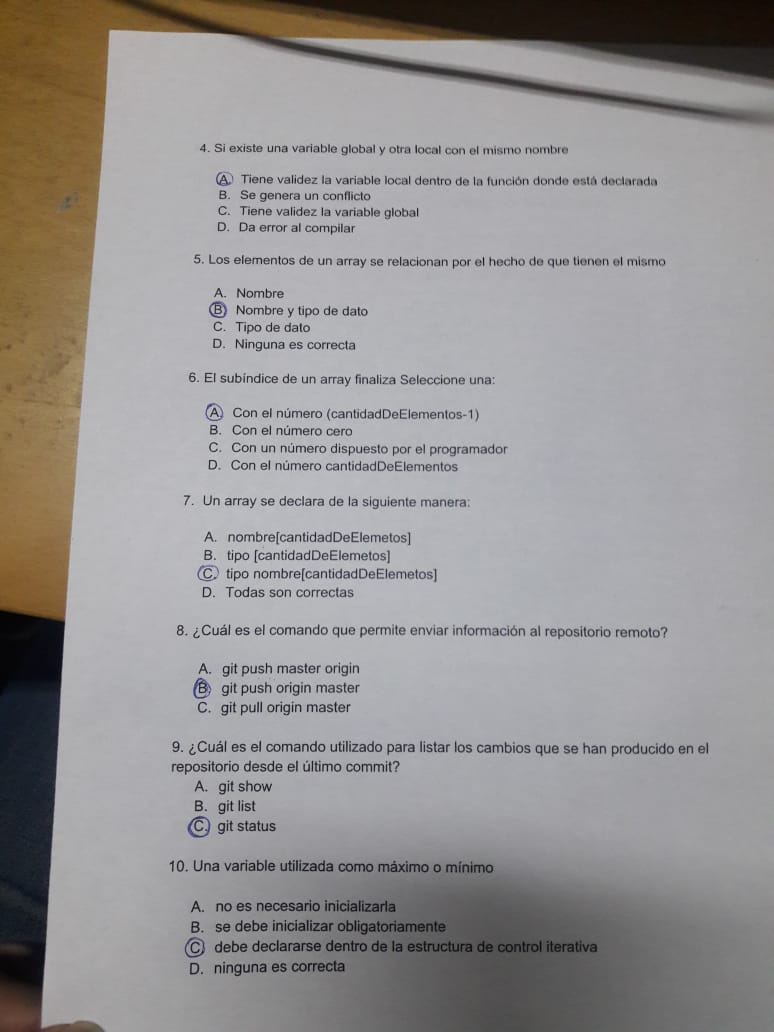 4. Si existe una variable global y otra local con el mismo nombre
A. Tiene validez la variable local dentro de la función donde está declarada
B. Se genera un conflicto
C. Tiene validez la variable global
D. Da error al compilar
5. Los elementos de un array se relacionan por el hecho de que tienen el mismo
A. Nombre
B. Nombre y tipo de dato
C. Tipo de dato
D. Ninguna es correcta
6. El subíndice de un array finaliza Seleccione una:
A. Con el número (cantidadDeElementos-1)
B. Con el número cero
C. Con un número dispuesto por el programador
D. Con el número cantidadDeElementos
7. Un array se declara de la siguiente manera:
A. nombre[cantidadDeElemetos]
B. tipo [cantidadDeElemetos]
C. tipo nombre[cantidadDeElemetos]
D. Todas son correctas
8. ¿Cuál es el comando que permite enviar información al repositorio remoto?
A. git push master origin
B. git push origin master
C. git pull origin master
9. ¿Cuál es el comando utilizado para listar los cambios que se han producido en el
repositorio desde el último commit?
A. git show
B. git list
C. git status
10. Una variable utilizada como máximo o mínimo
A. no es necesario inicializarla
B. se debe inicializar obligatoriamente
C. debe declararse dentro de la estructura de control iterativa
D. ninguna es correcta